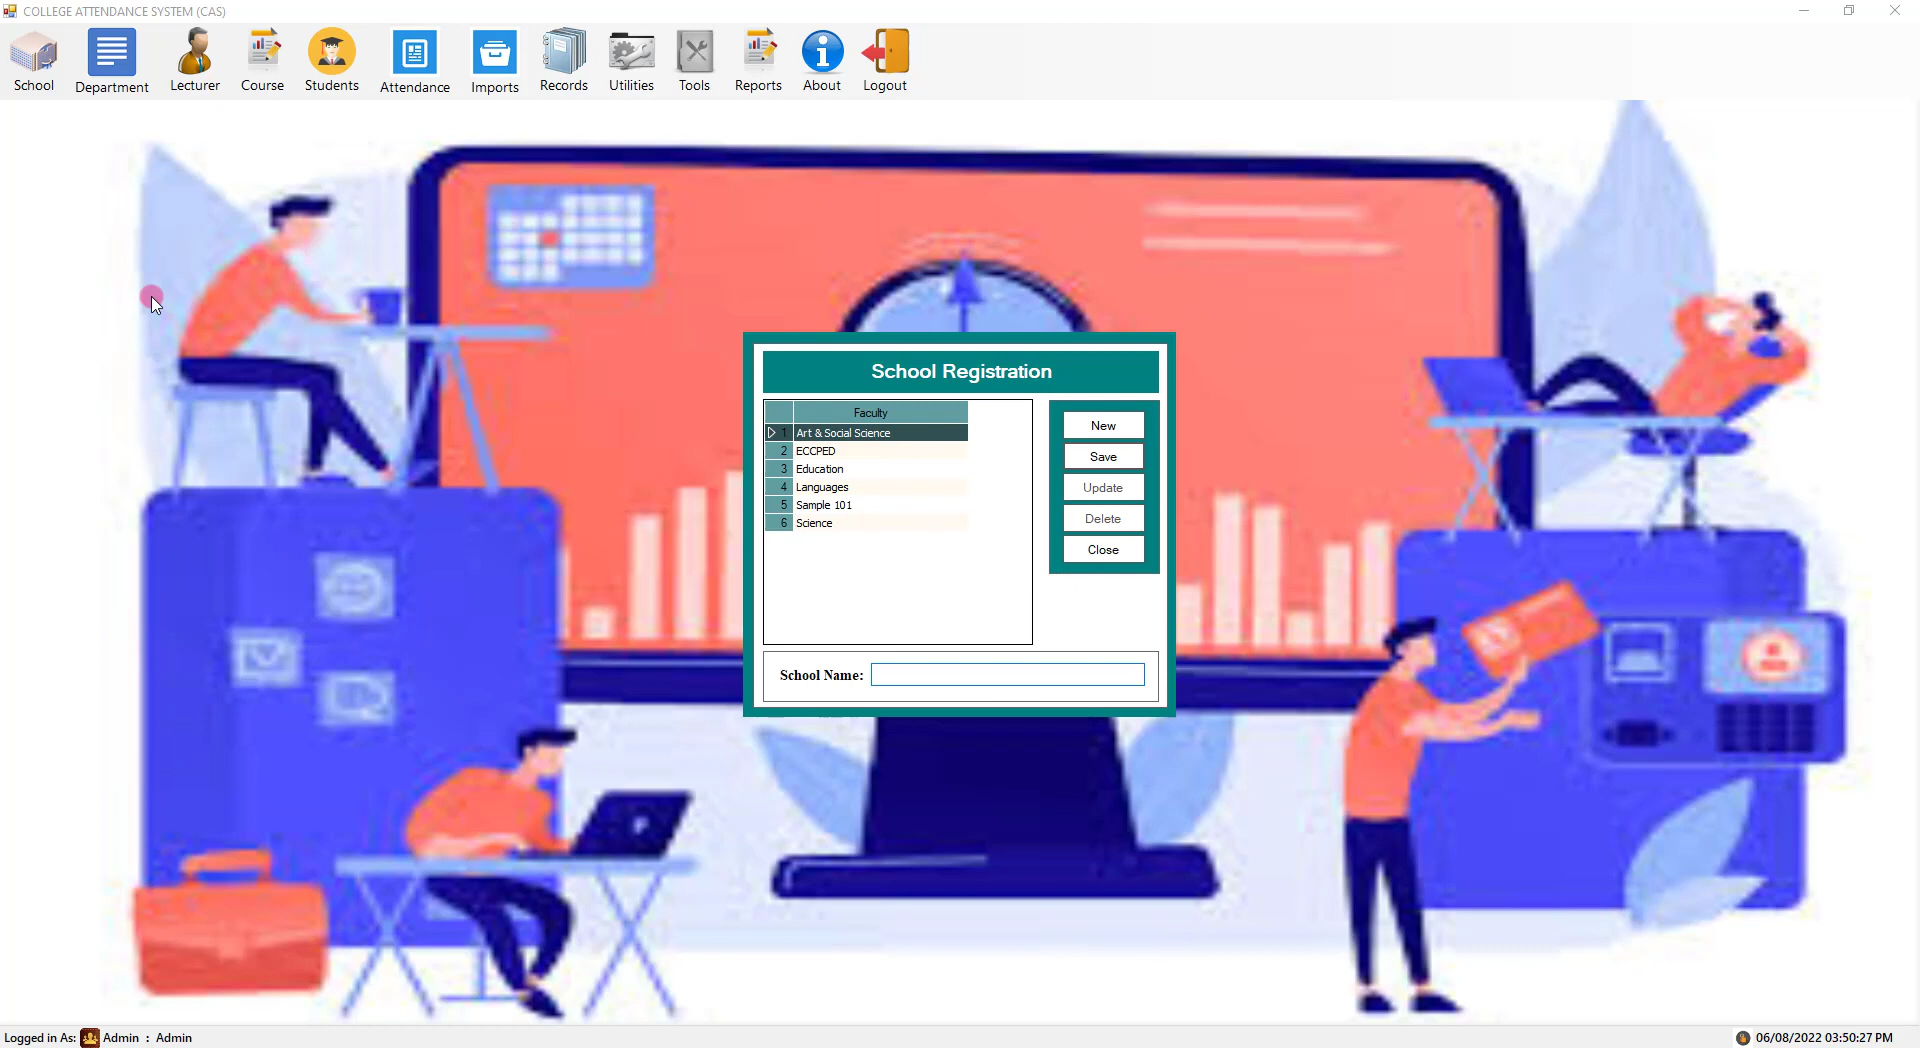 COLLEGE ATTENDANCE SYSTEM (CAS)
School Department Lecturer Course Students Attendance Imports Records Utilities Tools Reports About Logout
School Registration
Faculty
1 Art & Social Science
2 ECCPED
3 Education
4 Languages
5 Sample 101
6 Science
New
Save
Update
Delete
Close
School Name:
Logged in As: Admin : Admin
06/08/2022 03:50:27 PM